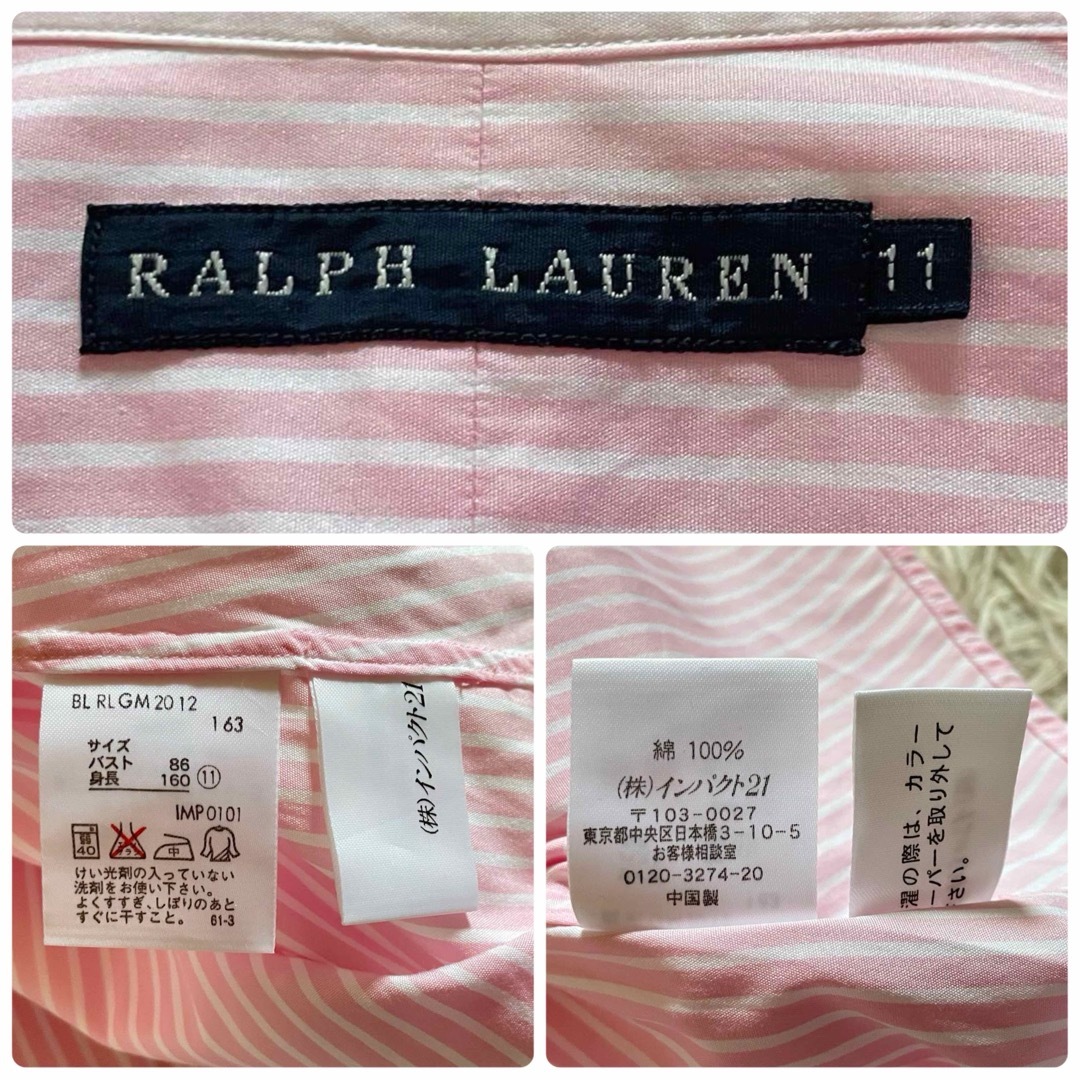 RALPH LAUREN
11
BL RLGM2012
163
サイズ
バスト 86
身長 160 ⑪
IMP0101
40
中
けい光剤の入っていない
洗剤をお使い下さい。
よくすすぎ、しぼりのあと
すぐに干すこと。 61-3
(株)インパクト21
綿 100%
(株)インパクト21
〒103-0027
東京都中央区日本橋3-10-5
お客様相談室
0120-3274-20
中国製
濯の際は、カラー
ーパーを取り外して
さい。